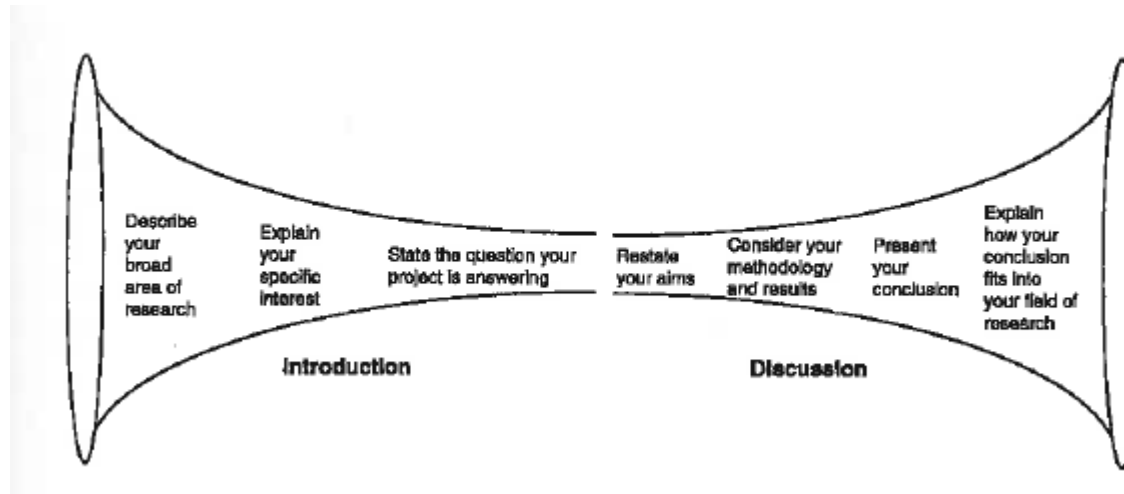 Describe
your
broad
area of
research
Explain
your
specific
interest
State the question your
project is answering
Restate
your aims
Consider your
methodology
and results
Present
your
conclusion
Explain
how your
conclusion
fits into
your field of
research
Introduction
Discussion